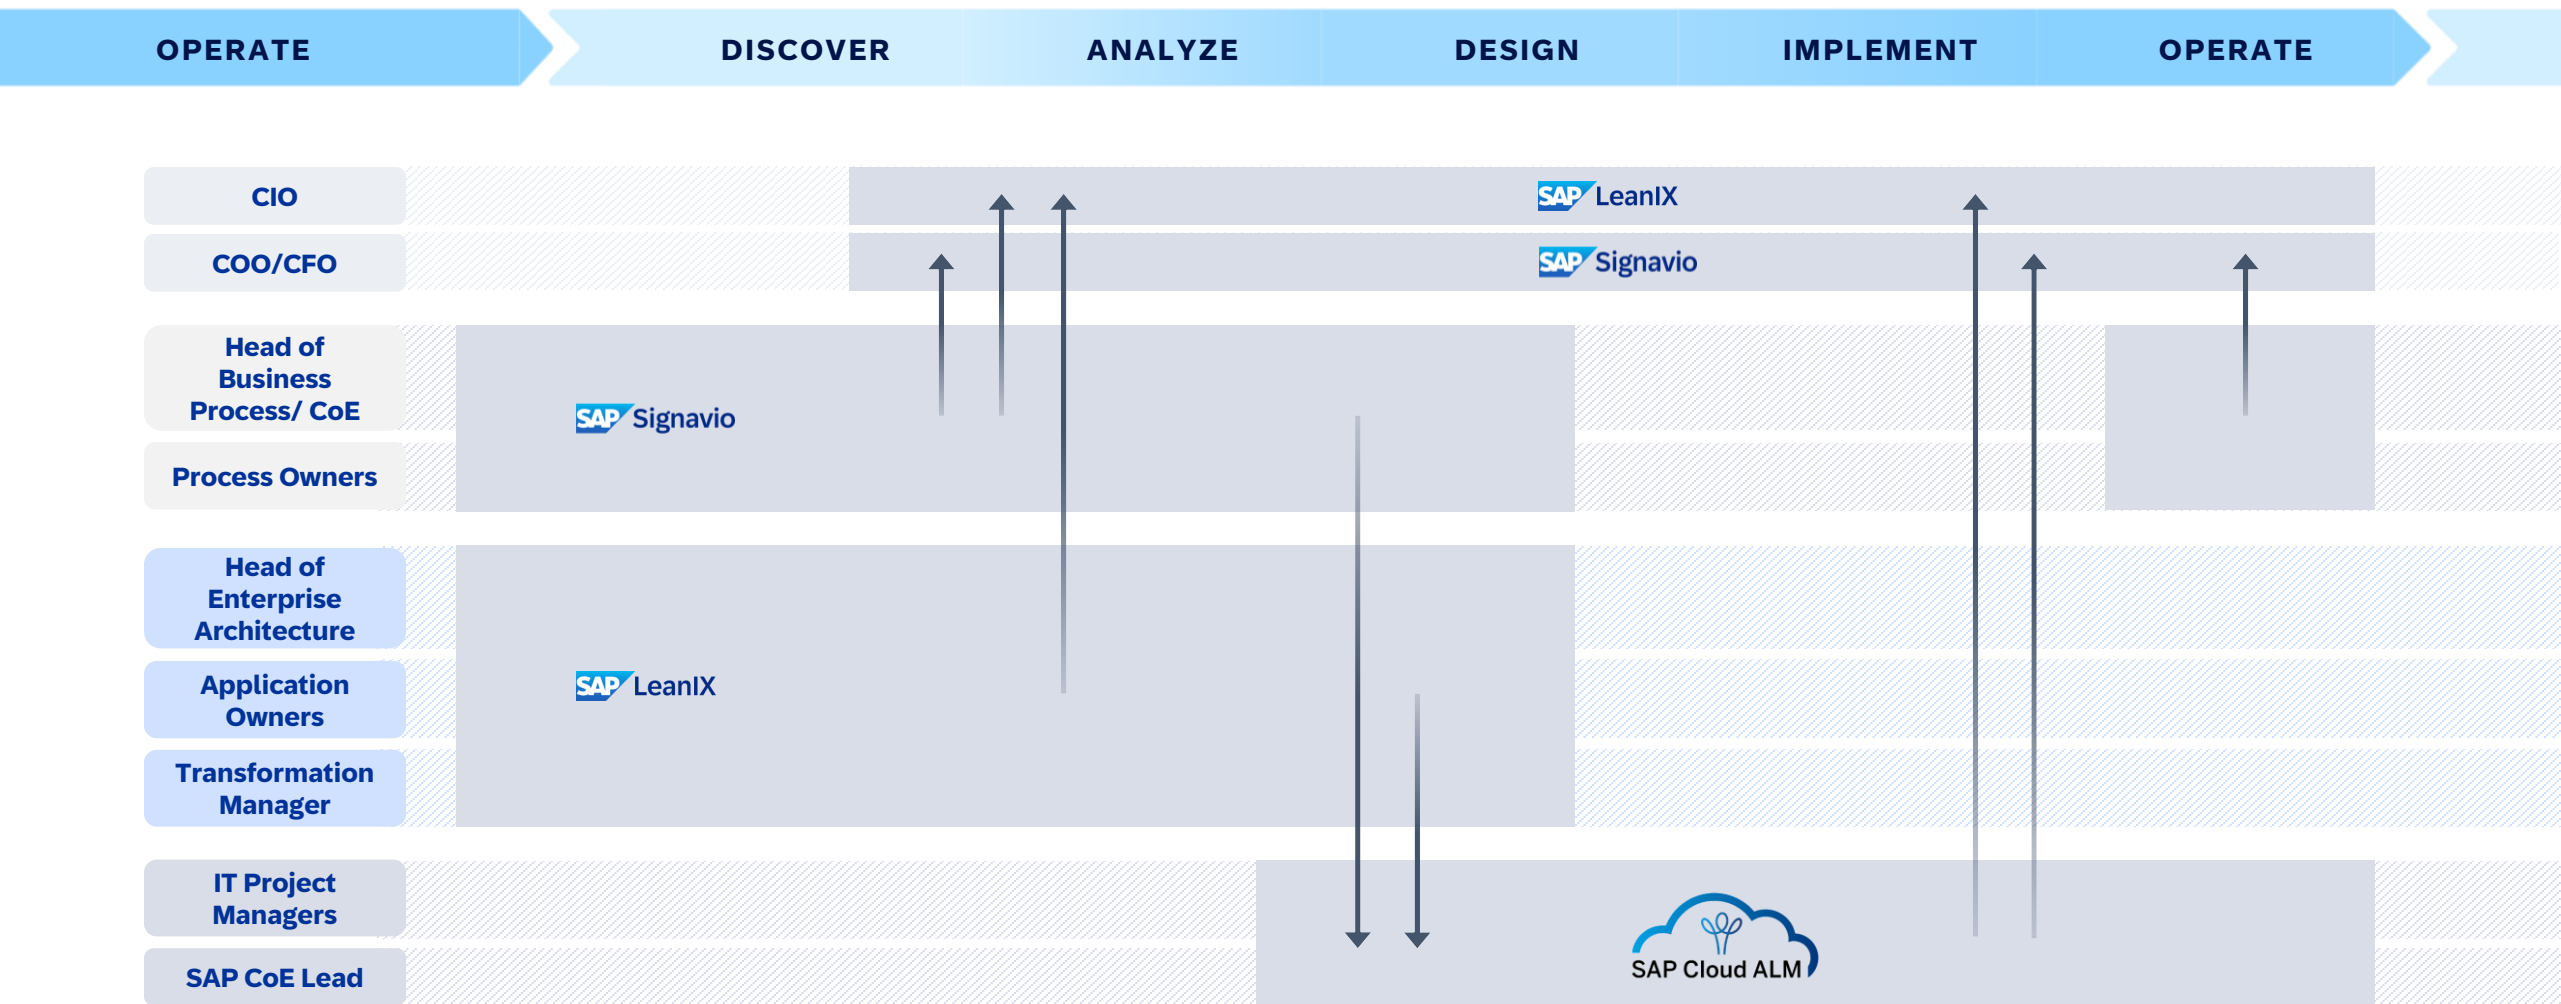 OPERATE
DISCOVER
ANALYZE
DESIGN
IMPLEMENT
OPERATE
CIO
SAP LeanIX
COO/CFO
SAP Signavio
Head of
Business
Process/ CoE
SAP Signavio
Process Owners
Head of
Enterprise
Architecture
Application
Owners
SAP LeanIX
Transformation
Manager
IT Project
Managers
SAP Cloud ALM
SAP CoE Lead